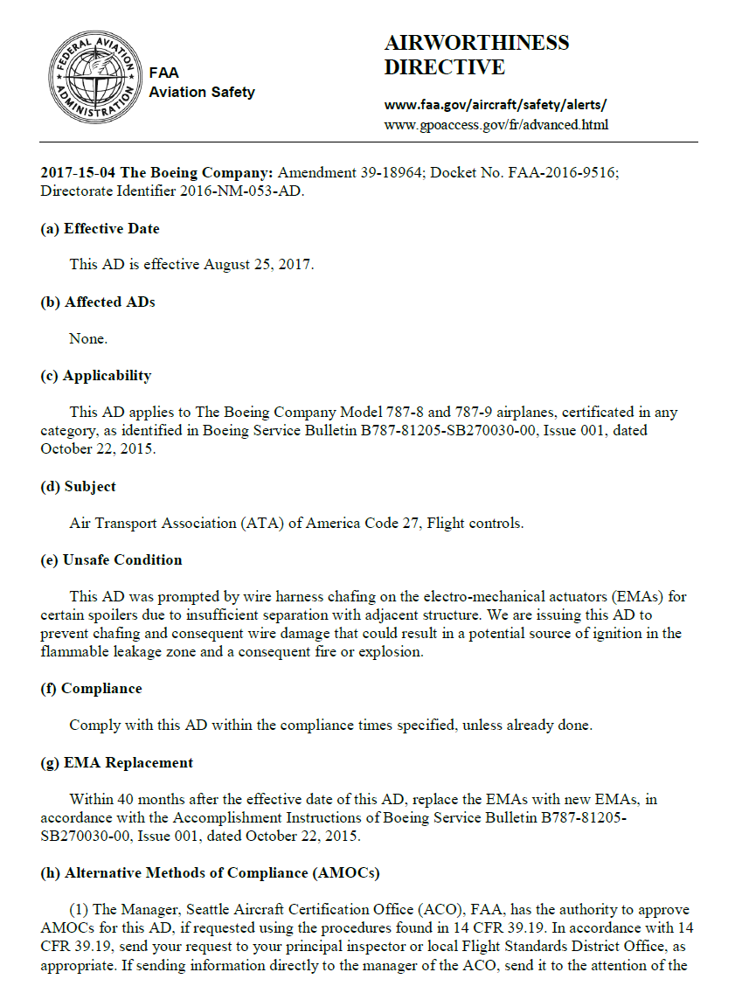 FEDERAL AVIATION
ADMINISTRATION
FAA
Aviation Safety
AIRWORTHINESS
DIRECTIVE
www.faa.gov/aircraft/safety/alerts/
www.gpoaccess.gov/fr/advanced.html
2017-15-04 The Boeing Company: Amendment 39-18964; Docket No. FAA-2016-9516;
Directorate Identifier 2016-NM-053-AD.
(a) Effective Date
This AD is effective August 25, 2017.
(b) Affected ADs
None.
(c) Applicability
This AD applies to The Boeing Company Model 787-8 and 787-9 airplanes, certificated in any
category, as identified in Boeing Service Bulletin B787-81205-SB270030-00, Issue 001, dated
October 22, 2015.
(d) Subject
Air Transport Association (ATA) of America Code 27, Flight controls.
(e) Unsafe Condition
This AD was prompted by wire harness chafing on the electro-mechanical actuators (EMAs) for
certain spoilers due to insufficient separation with adjacent structure. We are issuing this AD to
prevent chafing and consequent wire damage that could result in a potential source of ignition in the
flammable leakage zone and a consequent fire or explosion.
(f) Compliance
Comply with this AD within the compliance times specified, unless already done.
(g) EMA Replacement
Within 40 months after the effective date of this AD, replace the EMAs with new EMAs, in
accordance with the Accomplishment Instructions of Boeing Service Bulletin B787-81205-
SB270030-00, Issue 001, dated October 22, 2015.
(h) Alternative Methods of Compliance (AMOCs)
(1) The Manager, Seattle Aircraft Certification Office (ACO), FAA, has the authority to approve
AMOCs for this AD, if requested using the procedures found in 14 CFR 39.19. In accordance with 14
CFR 39.19, send your request to your principal inspector or local Flight Standards District Office, as
appropriate. If sending information directly to the manager of the ACO, send it to the attention of the